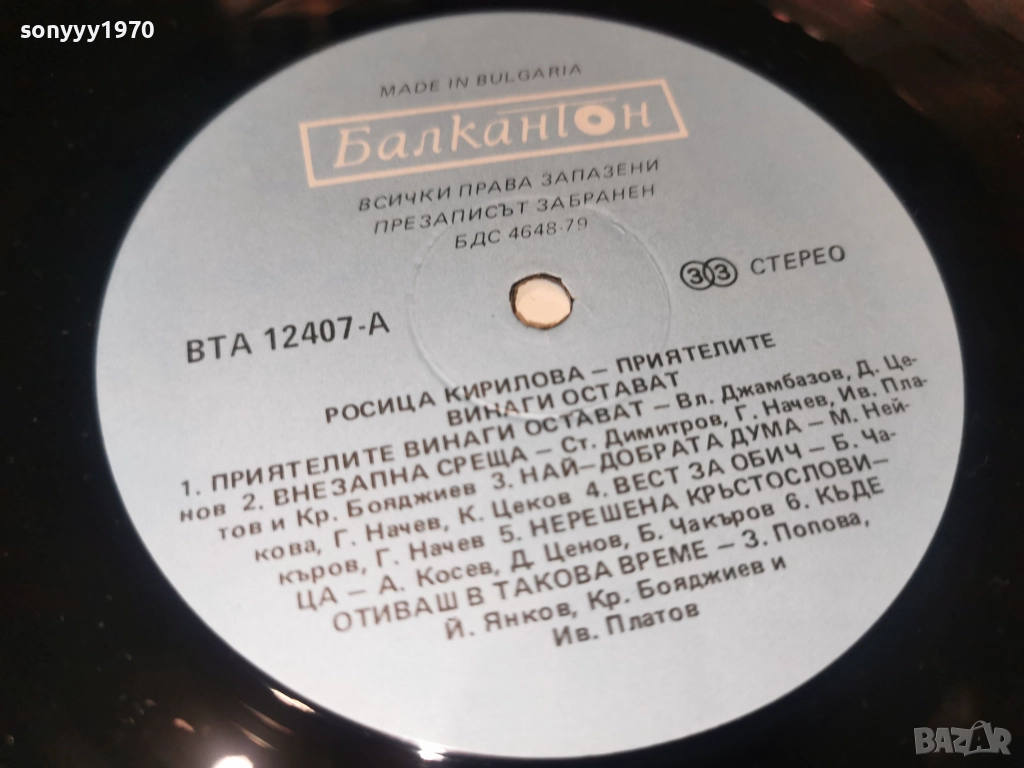 sonyyy1970
MADE IN BULGARIA
Балкантон
ВСИЧКИ ПРАВА ЗАПАЗЕНИ
ПРЕЗАПИСЪТ ЗАБРАНЕН
БДС 4648-79
33 СТЕРЕО
ВТА 12407-А
РОСИЦА КИРИЛОВА – ПРИЯТЕЛИТЕ
ВИНАГИ ОСТАВАТ
1. ПРИЯТЕЛИТЕ ВИНАГИ ОСТАВАТ – Вл. Джамбазов, Д. Це-
нов 2. ВНЕЗАПНА СРЕЩА – Ст. Димитров, Г. Начев, Ив. Пла-
тов и Кр. Бояджиев 3. НАЙ–ДОБРАТА ДУМА – М. Ней-
кова, Г. Начев, К. Цеков 4. ВЕСТ ЗА ОБИЧ – Б. Ча-
къров, Г. Начев 5. НЕРЕШЕНА КРЪСТОСЛОВИ–
ЦА – А. Косев, Д. Ценов, Б. Чакъров 6. КЪДЕ
ОТИВАШ В ТАКОВА ВРЕМЕ – З. Попова,
Й. Янков, Кр. Бояджиев и
Ив. Платов
BAZAR